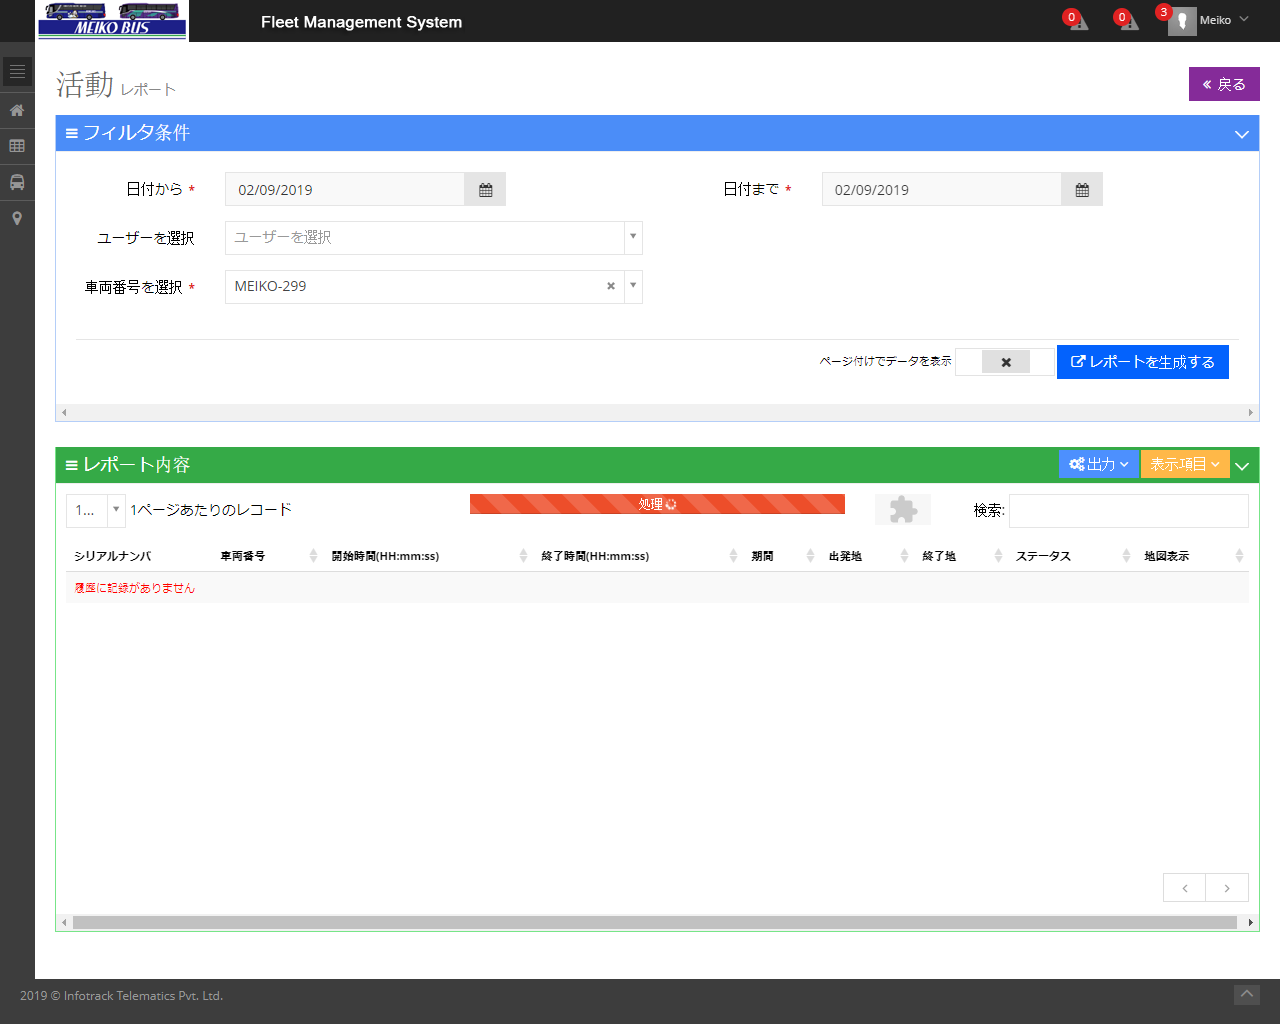 MEIKO BUS
Fleet Management System
0
0
3
Meiko
活動 レポート
戻る
フィルタ条件
日付から *
02/09/2019
日付まで *
02/09/2019
ユーザーを選択
ユーザーを選択
車両番号を選択 *
MEIKO-299
ページ付けでデータを表示
レポートを生成する
レポート内容
出力
表示項目
1...
1ページあたりのレコード
処理
検索:
シリアルナンバ 車両番号 開始時間(HH:mm:ss) 終了時間(HH:mm:ss) 期間 出発地 終了地 ステータス 地図表示
履歴に記録がありません
2019 © Infotrack Telematics Pvt. Ltd.